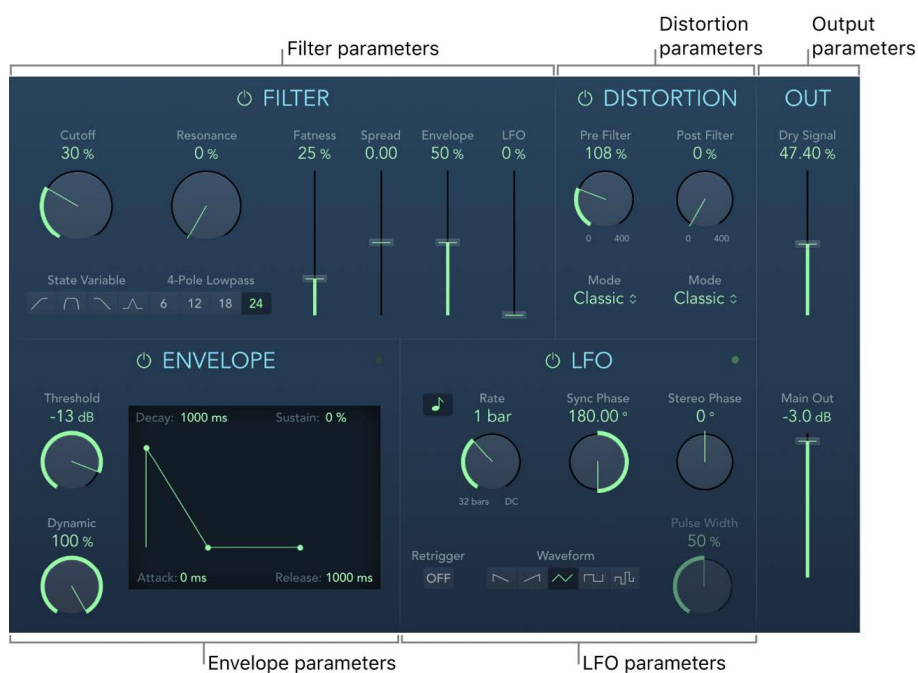 Filter parameters
Distortion
parameters
Output
parameters
FILTER
Cutoff
30 %
Resonance
0 %
Fatness
25 %
Spread
0.00
Envelope
50 %
LFO
0 %
State Variable
4-Pole Lowpass
6 12 18 24
DISTORTION
Pre Filter
108 %
0 400
Post Filter
0 %
0 400
Mode
Classic
Mode
Classic
OUT
Dry Signal
47.40 %
ENVELOPE
Threshold
-13 dB
Dynamic
100 %
Decay: 1000 ms Sustain: 0 %
Attack: 0 ms Release: 1000 ms
LFO
Rate
1 bar
32 bars DC
Sync Phase
180.00 °
Stereo Phase
0 °
Retrigger
OFF
Waveform
Pulse Width
50 %
Main Out
-3.0 dB
Envelope parameters
LFO parameters